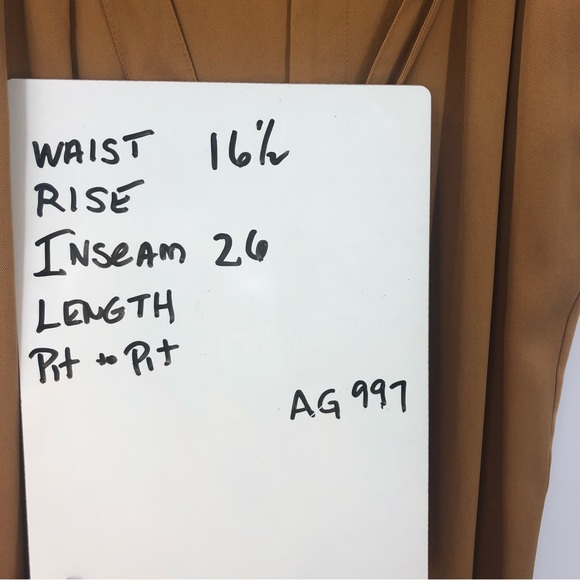 WAIST 16½
RISE
INSEAM 26
LENGTH
Pit to Pit
AG 997